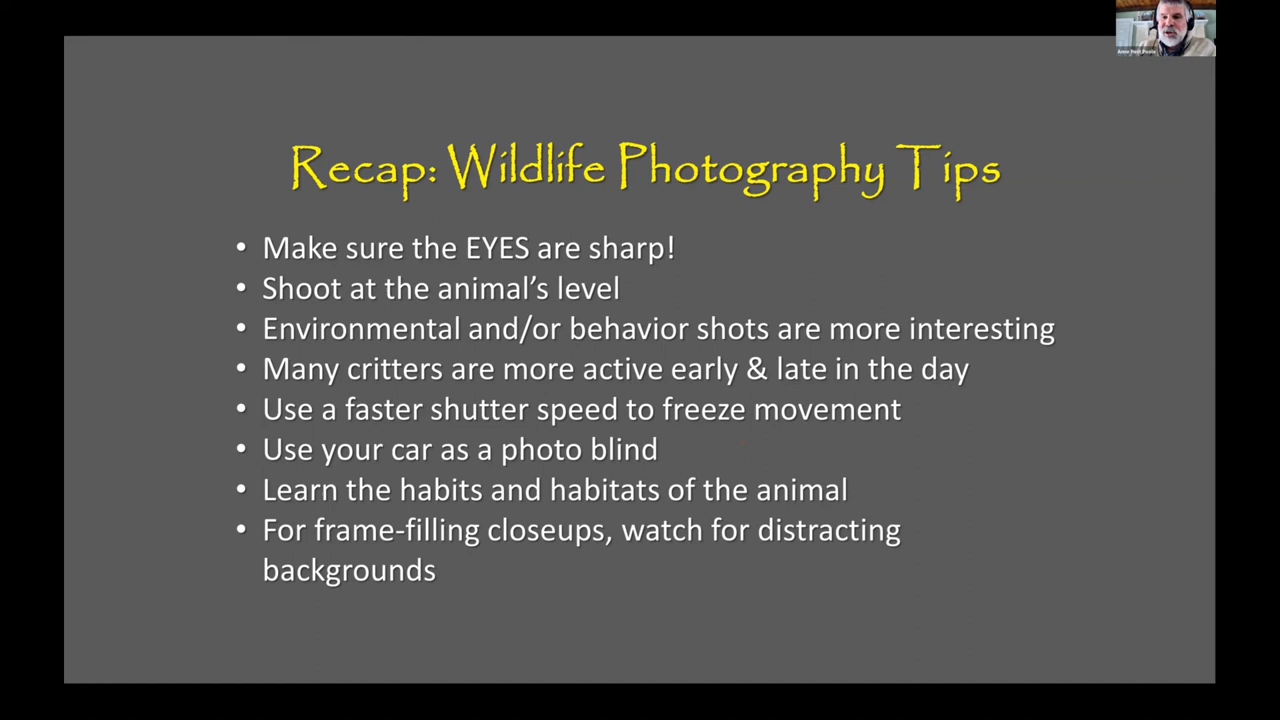 Recap: Wildlife Photography Tips
• Make sure the EYES are sharp!
• Shoot at the animal’s level
• Environmental and/or behavior shots are more interesting
• Many critters are more active early & late in the day
• Use a faster shutter speed to freeze movement
• Use your car as a photo blind
• Learn the habits and habitats of the animal
• For frame-filling closeups, watch for distracting
backgrounds